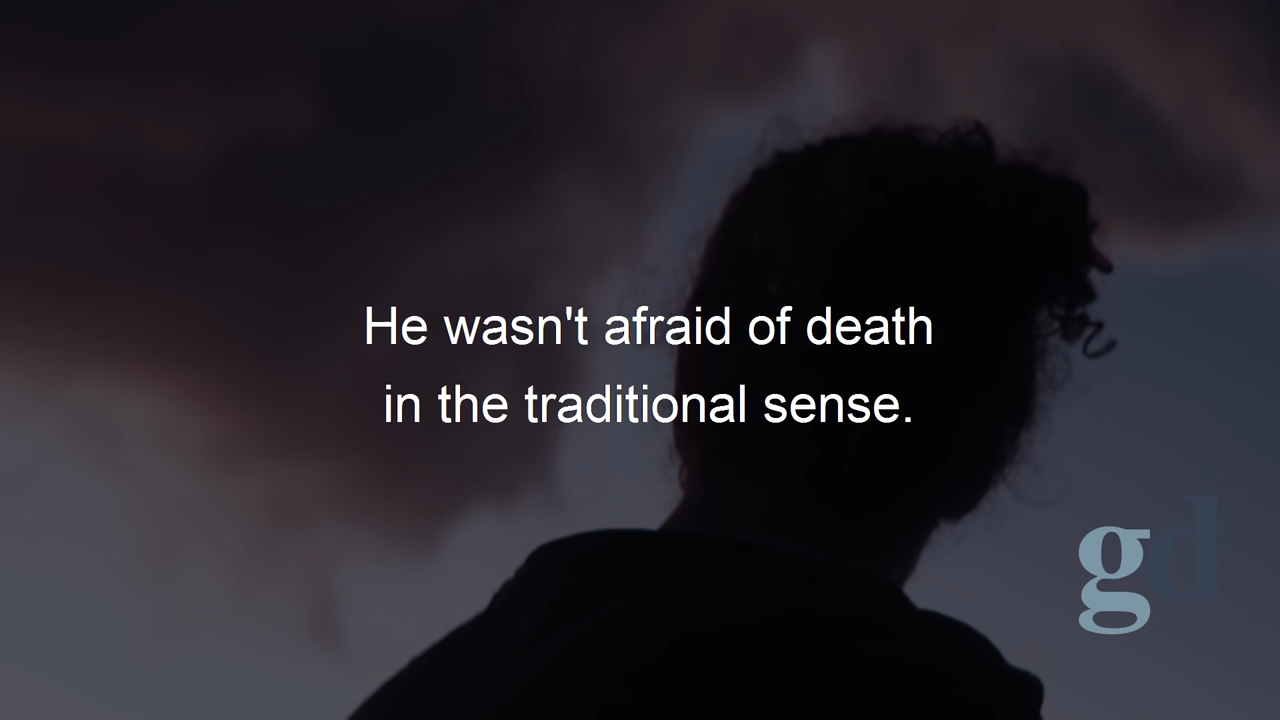 He wasn't afraid of death
in the traditional sense.
gd